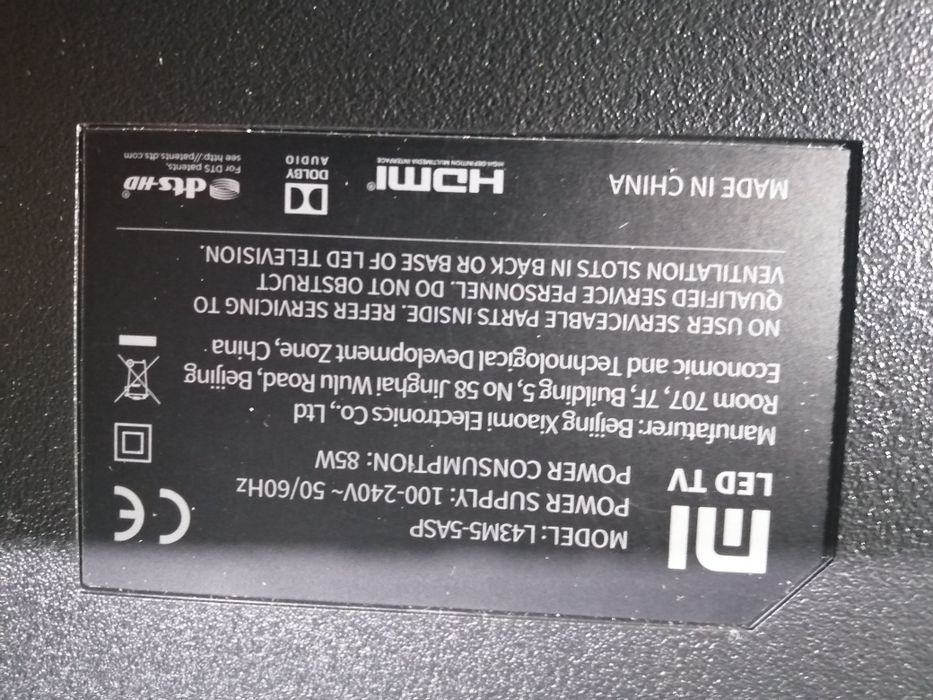 mi
LED TV
MODEL: L43M5-5ASP
POWER SUPPLY: 100-240V~ 50/60Hz
POWER CONSUMPTION: 85W
CE
Manufaturer: Beijing Xiaomi Electronics Co., Ltd
Room 707, 7F, Building 5, No 58 Jinghai Wulu Road, Beijing
Economic and Technological Development Zone, China
NO USER SERVICEABLE PARTS INSIDE. REFER SERVICING TO
QUALIFIED SERVICE PERSONNEL. DO NOT OBSTRUCT
VENTILATION SLOTS IN BACK OR BASE OF LED TELEVISION.
MADE IN CHINA
HDMI®
HIGH-DEFINITION MULTIMEDIA INTERFACE
DOLBY
AUDIO
dts-HD®
For DTS patents,
see http://patents.dts.com